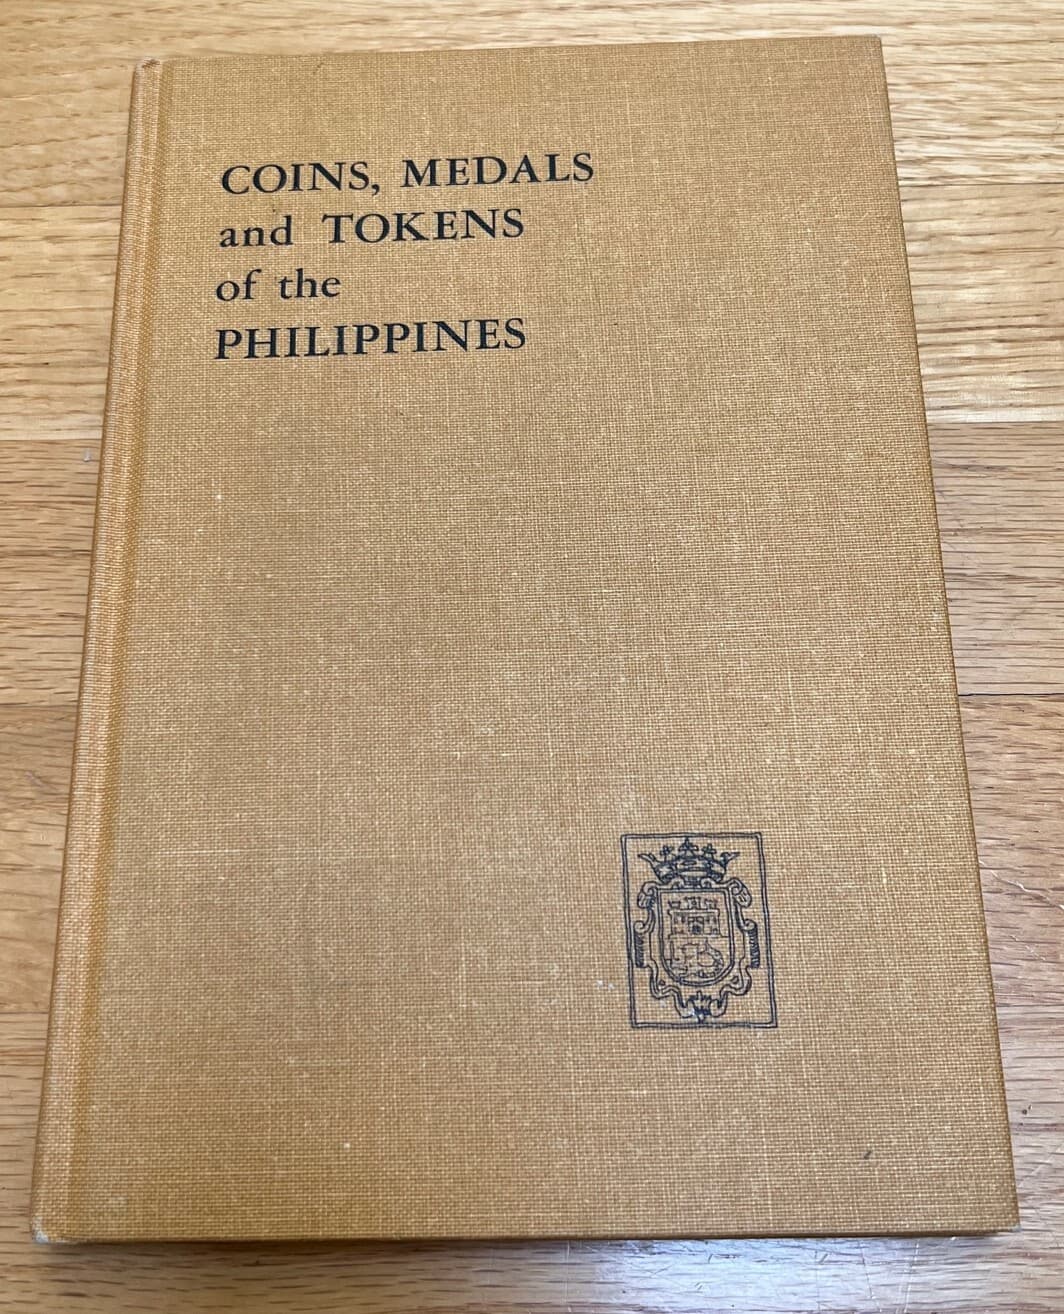 COINS, MEDALS
and TOKENS
of the
PHILIPPINES